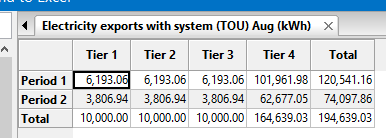 Electricity exports with system (TOU) Aug (kWh)
Tier 1 Tier 2 Tier 3 Tier 4 Total
Period 1 6,193.06 6,193.06 6,193.06 101,961.98 120,541.16
Period 2 3,806.94 3,806.94 3,806.94 62,677.05 74,097.86
Total 10,000.00 10,000.00 10,000.00 164,639.03 194,639.03